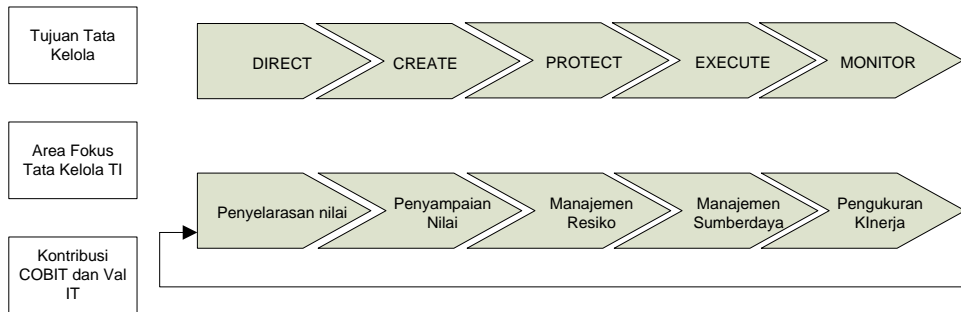 Tujuan Tata
Kelola
DIRECT
CREATE
PROTECT
EXECUTE
MONITOR
Area Fokus
Tata Kelola TI
Penyelarasan nilai
Penyampaian
Nilai
Manajemen
Resiko
Manajemen
Sumberdaya
Pengukuran
KInerja
Kontribusi
COBIT dan Val
IT